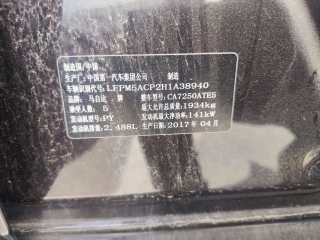 制造国:中国
生产厂:中国第一汽车集团公司 制造
车辆识别代号:LFPM5ACP2H1A38940
品牌:马自达 牌 整车型号:CA7250ATE5
乘坐人数:5 最大允许总质量:1934kg
发动机型号:PY 发动机最大净功率:141kW
发动机排量:2.488L 生产日期:2017年04月